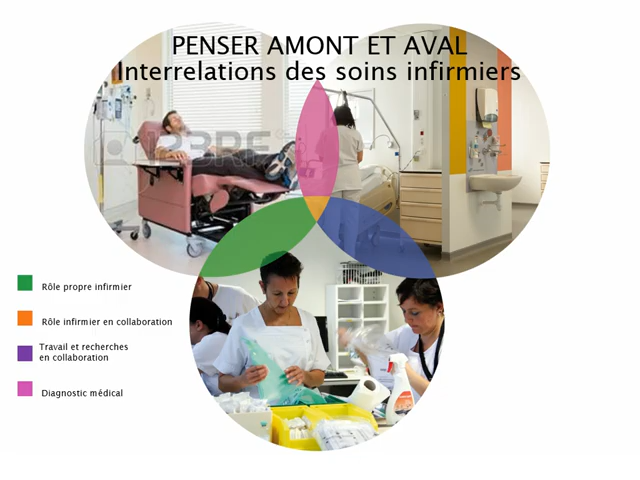 PENSER AMONT ET AVAL
Interrelations des soins infirmiers
123RF
Rôle propre infirmier
Rôle infirmier en collaboration
Travail et recherches
en collaboration
Diagnostic médical